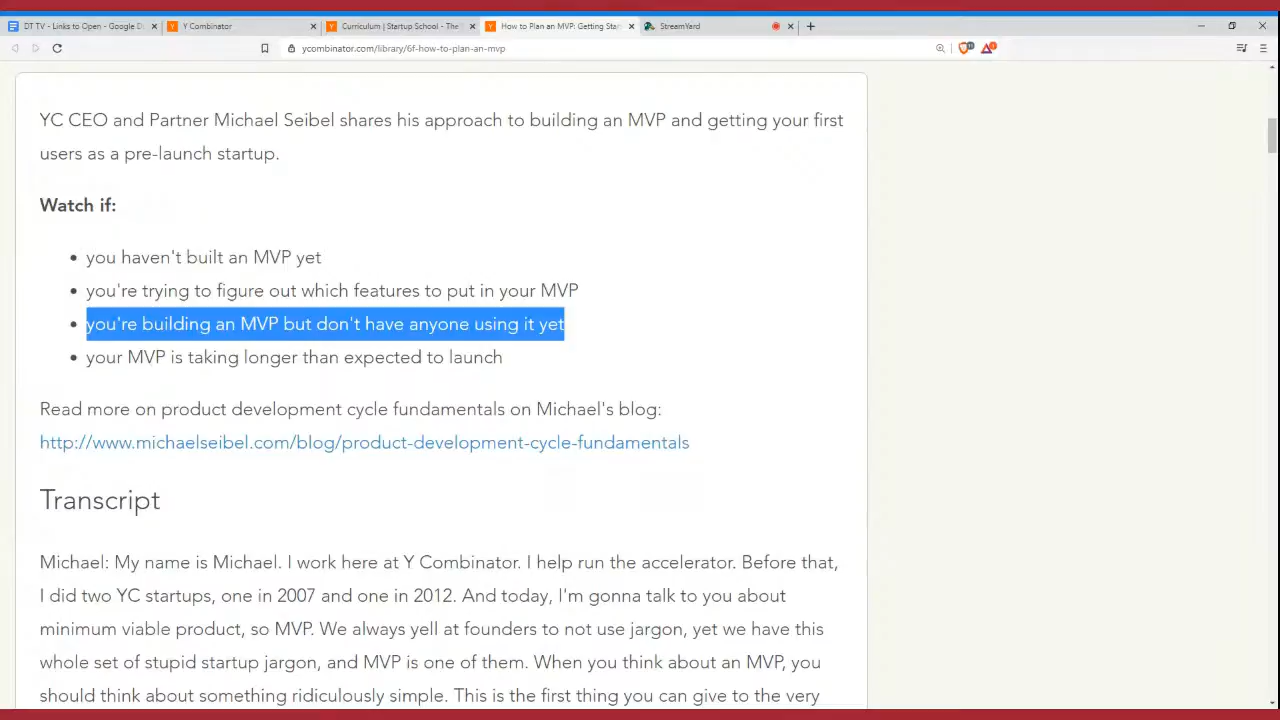 DT TV - Links to Open - Google D
Y Combinator
Curriculum | Startup School - The
How to Plan an MVP: Getting Star
StreamYard
ycombinator.com/library/6f-how-to-plan-an-mvp
YC CEO and Partner Michael Seibel shares his approach to building an MVP and getting your first
users as a pre-launch startup.
Watch if:
• you haven't built an MVP yet
• you're trying to figure out which features to put in your MVP
• you're building an MVP but don't have anyone using it yet
• your MVP is taking longer than expected to launch
Read more on product development cycle fundamentals on Michael's blog:
http://www.michaelseibel.com/blog/product-development-cycle-fundamentals
Transcript
Michael: My name is Michael. I work here at Y Combinator. I help run the accelerator. Before that,
I did two YC startups, one in 2007 and one in 2012. And today, I'm gonna talk to you about
minimum viable product, so MVP. We always yell at founders to not use jargon, yet we have this
whole set of stupid startup jargon, and MVP is one of them. When you think about an MVP, you
should think about something ridiculously simple. This is the first thing you can give to the very